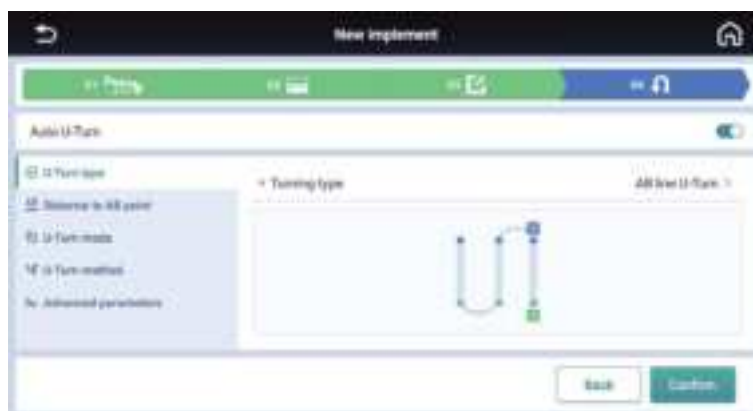 New implement
Auto U-Turn
U-Turn type
* Turning type
AB line U-Turn >
Distance to AB point
U-Turn mode
U-Turn method
Advanced parameters
Back
Confirm